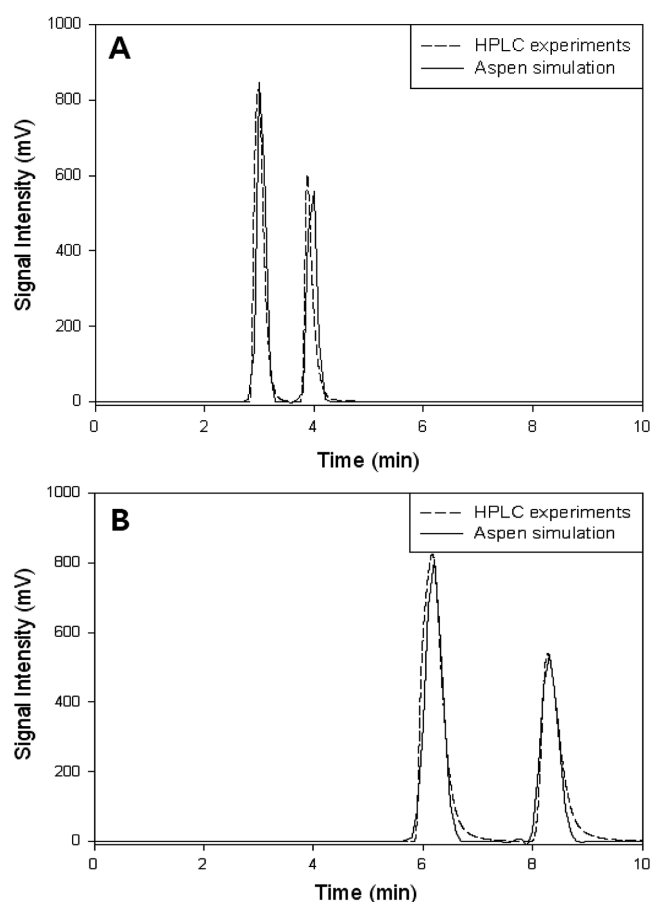 A
HPLC experiments
Aspen simulation
Signal Intensity (mV)
1000
800
600
400
200
0
0 2 4 6 8 10
Time (min)
B
HPLC experiments
Aspen simulation
Signal Intensity (mV)
1000
800
600
400
200
0
0 2 4 6 8 10
Time (min)